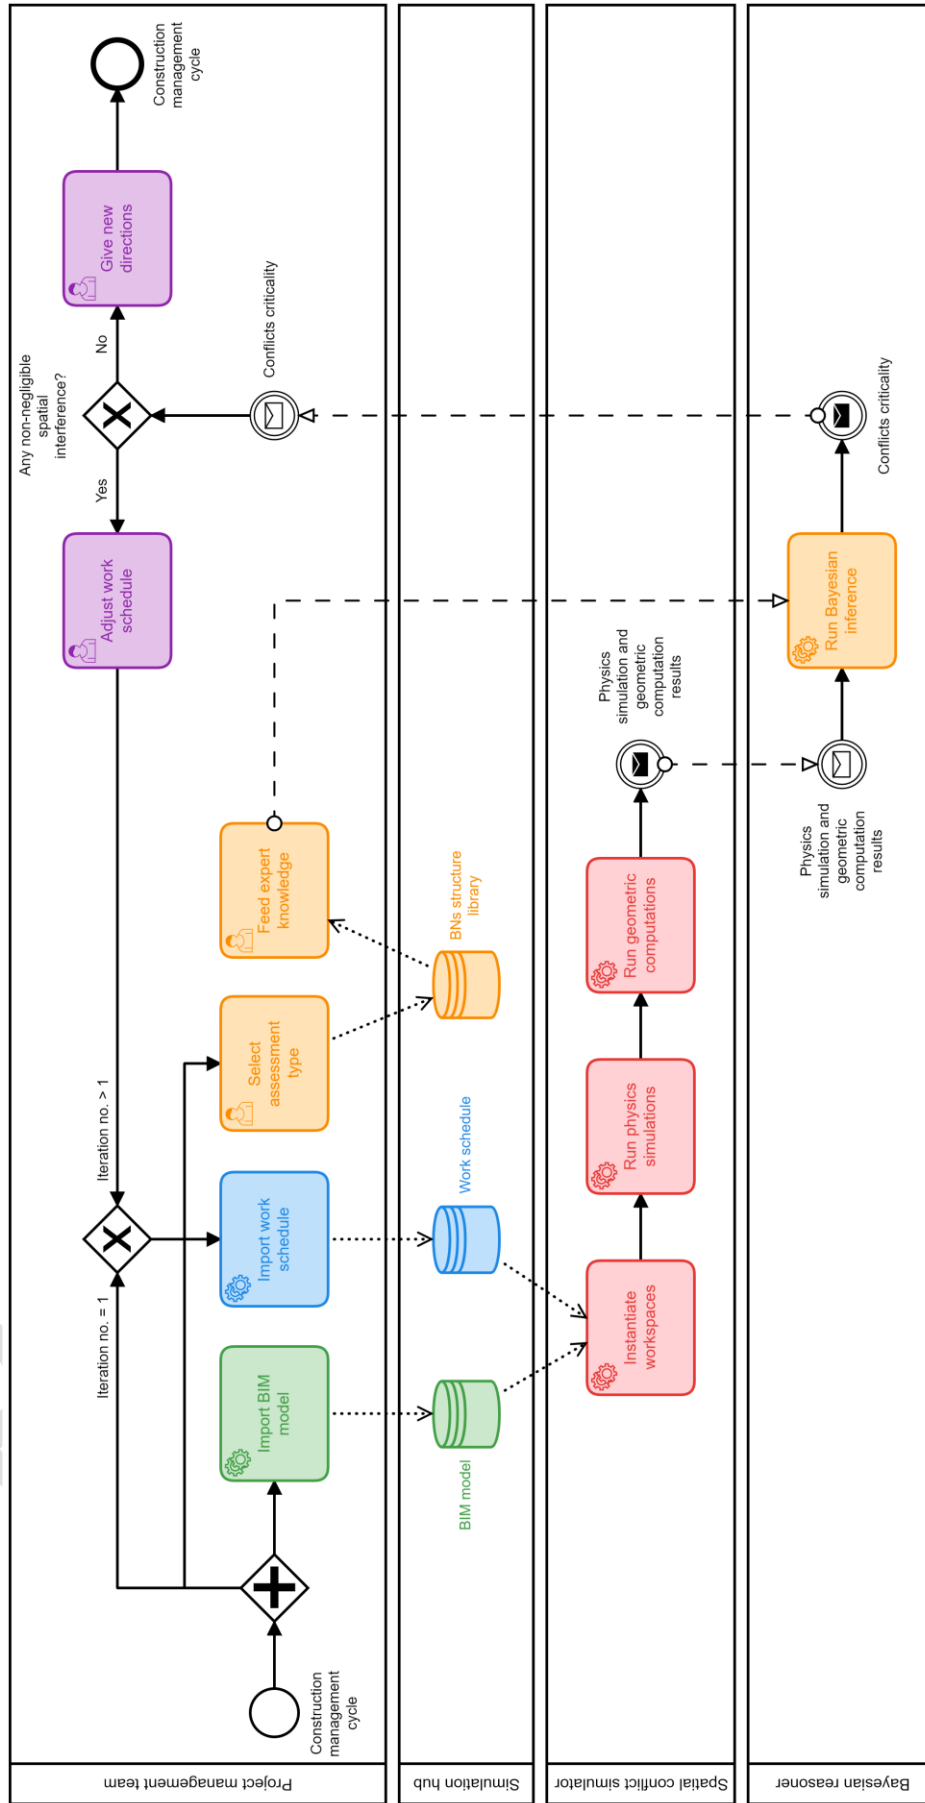 Project management team
Construction
management
cycle
Iteration no. = 1
Iteration no. > 1
Import BIM
model
Import work
schedule
Select
assessment
type
Feed expert
knowledge
Adjust work
schedule
Yes
Any non-negligible
spatial
interference?
No
Give new
directions
Conflicts criticality
Construction
management
cycle
Simulation hub
BIM model
Work schedule
BNs structure
library
Spatial conflict simulator
Instantiate
workspaces
Run physics
simulations
Run geometric
computations
Physics
simulation and
geometric
computation
results
Bayesian reasoner
Physics
simulation and
geometric
computation
results
Run Bayesian
inference
Conflicts criticality